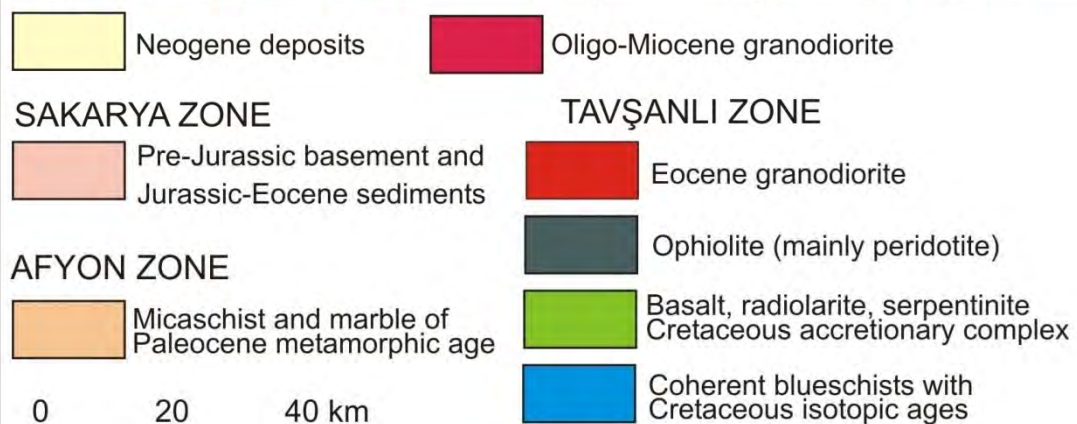 Neogene deposits
Oligo-Miocene granodiorite
SAKARYA ZONE
Pre-Jurassic basement and
Jurassic-Eocene sediments
AFYON ZONE
Micaschist and marble of
Paleocene metamorphic age
0 20 40 km
TAVŞANLI ZONE
Eocene granodiorite
Ophiolite (mainly peridotite)
Basalt, radiolarite, serpentinite
Cretaceous accretionary complex
Coherent blueschists with
Cretaceous isotopic ages